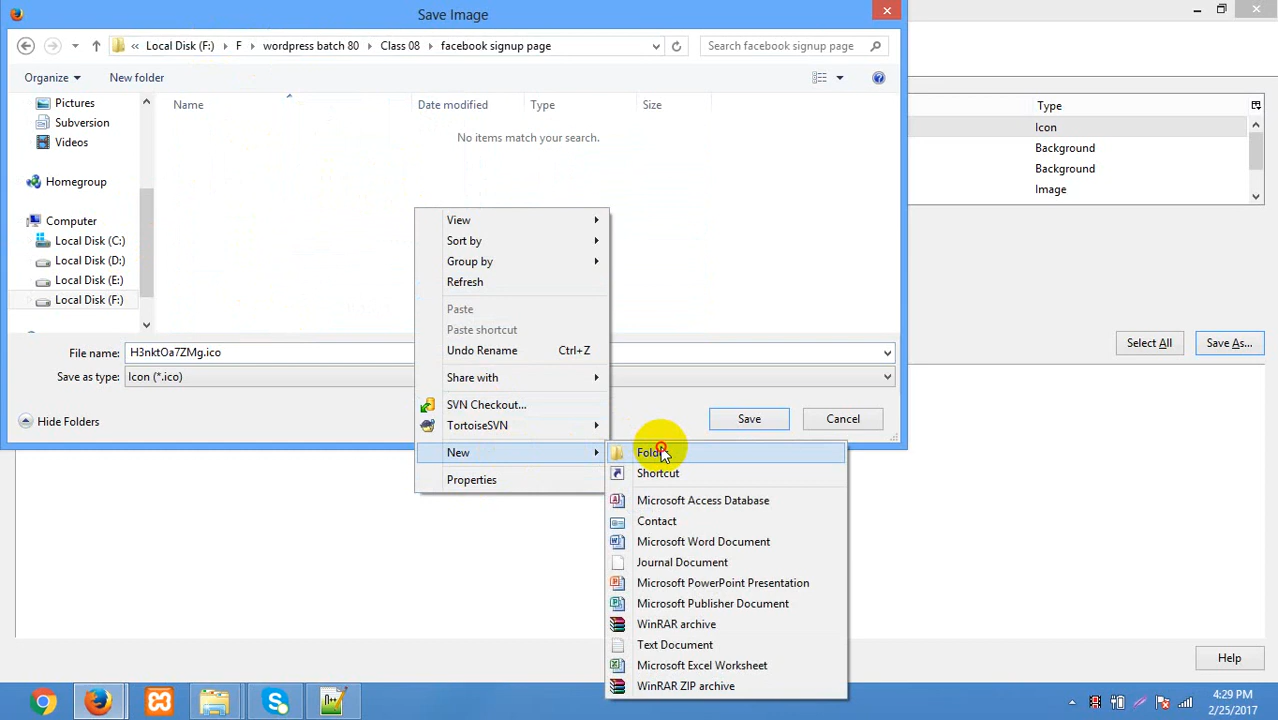 Save Image
« Local Disk (F:) F wordpress batch 80 Class 08 facebook signup page
Search facebook signup page
Organize New folder
Name Date modified Type Size
No items match your search.
Pictures
Subversion
Videos
Homegroup
Computer
Local Disk (C:)
Local Disk (D:)
Local Disk (E:)
Local Disk (F:)
File name: H3nktOa7ZMg.ico
Save as type: Icon (*.ico)
Hide Folders
Save Cancel
View
Sort by
Group by
Refresh
Paste
Paste shortcut
Undo Rename Ctrl+Z
Share with
SVN Checkout...
TortoiseSVN
New
Properties
Shortcut
Microsoft Access Database
Contact
Microsoft Word Document
Journal Document
Microsoft PowerPoint Presentation
Microsoft Publisher Document
WinRAR archive
Text Document
Microsoft Excel Worksheet
WinRAR ZIP archive
Type
Icon
Background
Background
Image
Select All Save As...
Help
4:29 PM
2/25/2017